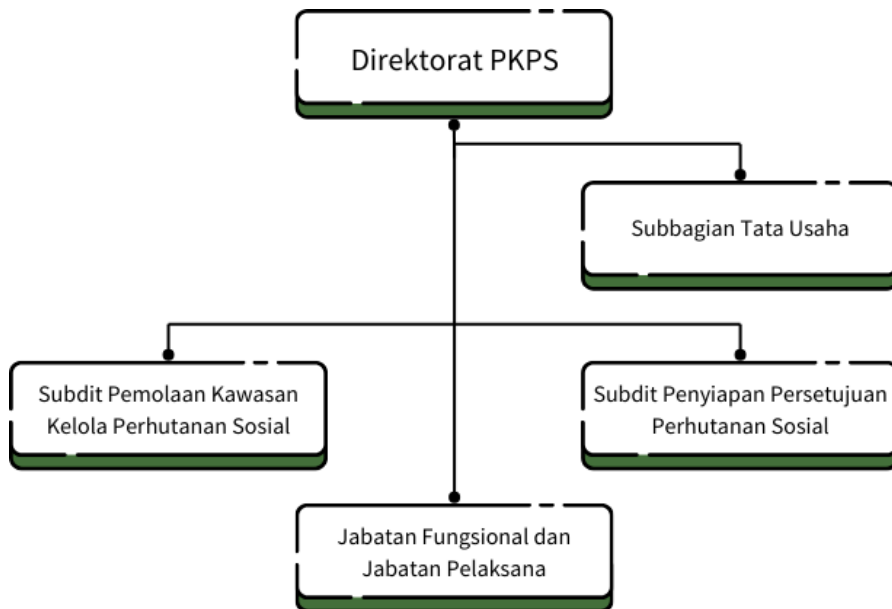 Direktorat PKPS
Subbagian Tata Usaha
Subdit Pemolaan Kawasan
Kelola Perhutanan Sosial
Subdit Penyiapan Persetujuan
Perhutanan Sosial
Jabatan Fungsional dan
Jabatan Pelaksana